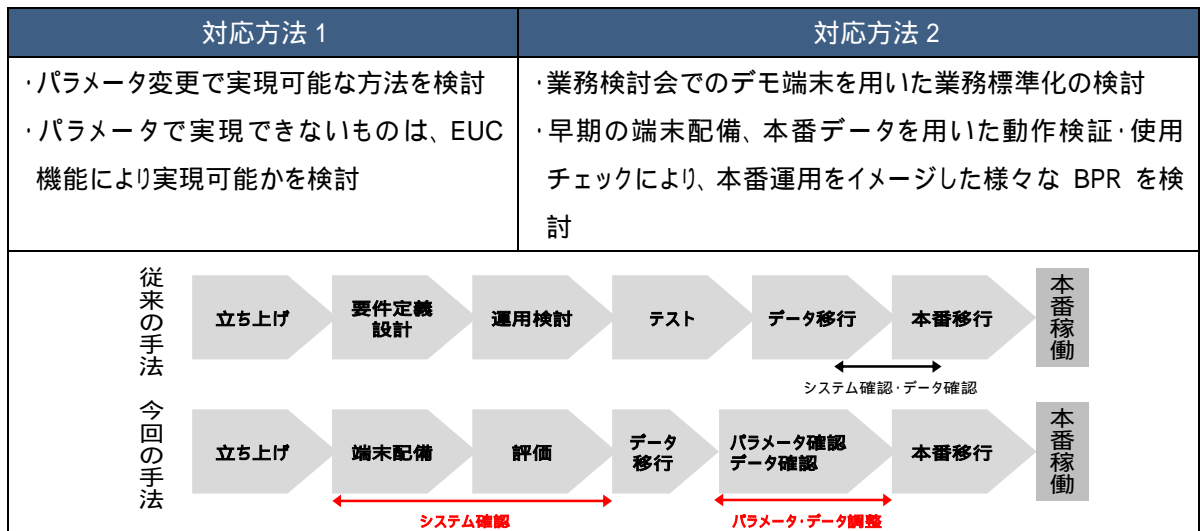 対応方法 1
対応方法 2
･パラメータ変更で実現可能な方法を検討
･パラメータで実現できないものは、EUC
機能により実現可能かを検討
･業務検討会でのデモ端末を用いた業務標準化の検討
･早期の端末配備、本番データを用いた動作検証･使用
チェックにより、本番運用をイメージした様々な BPR を検
討
従来の手法
立ち上げ
要件定義
設計
運用検討
テスト
データ移行
本番移行
本番稼働
システム確認･データ確認
今回の手法
立ち上げ
端末配備
評価
データ
移行
パラメータ確認
データ確認
本番移行
本番稼働
システム確認
パラメータ･データ調整